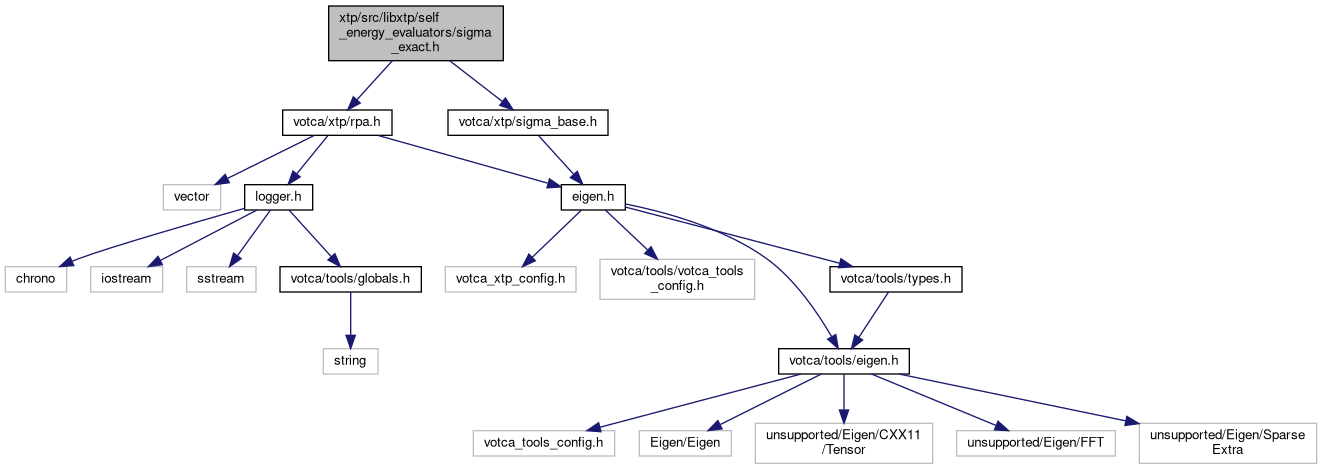 xtp/src/libxtp/self
_energy_evaluators/sigma
_exact.h
votca/xtp/rpa.h
votca/xtp/sigma_base.h
vector
logger.h
eigen.h
chrono
iostream
sstream
votca/tools/globals.h
votca_xtp_config.h
votca/tools/votca_tools
_config.h
votca/tools/types.h
string
votca/tools/eigen.h
votca_tools_config.h
Eigen/Eigen
unsupported/Eigen/CXX11
/Tensor
unsupported/Eigen/FFT
unsupported/Eigen/Sparse
Extra